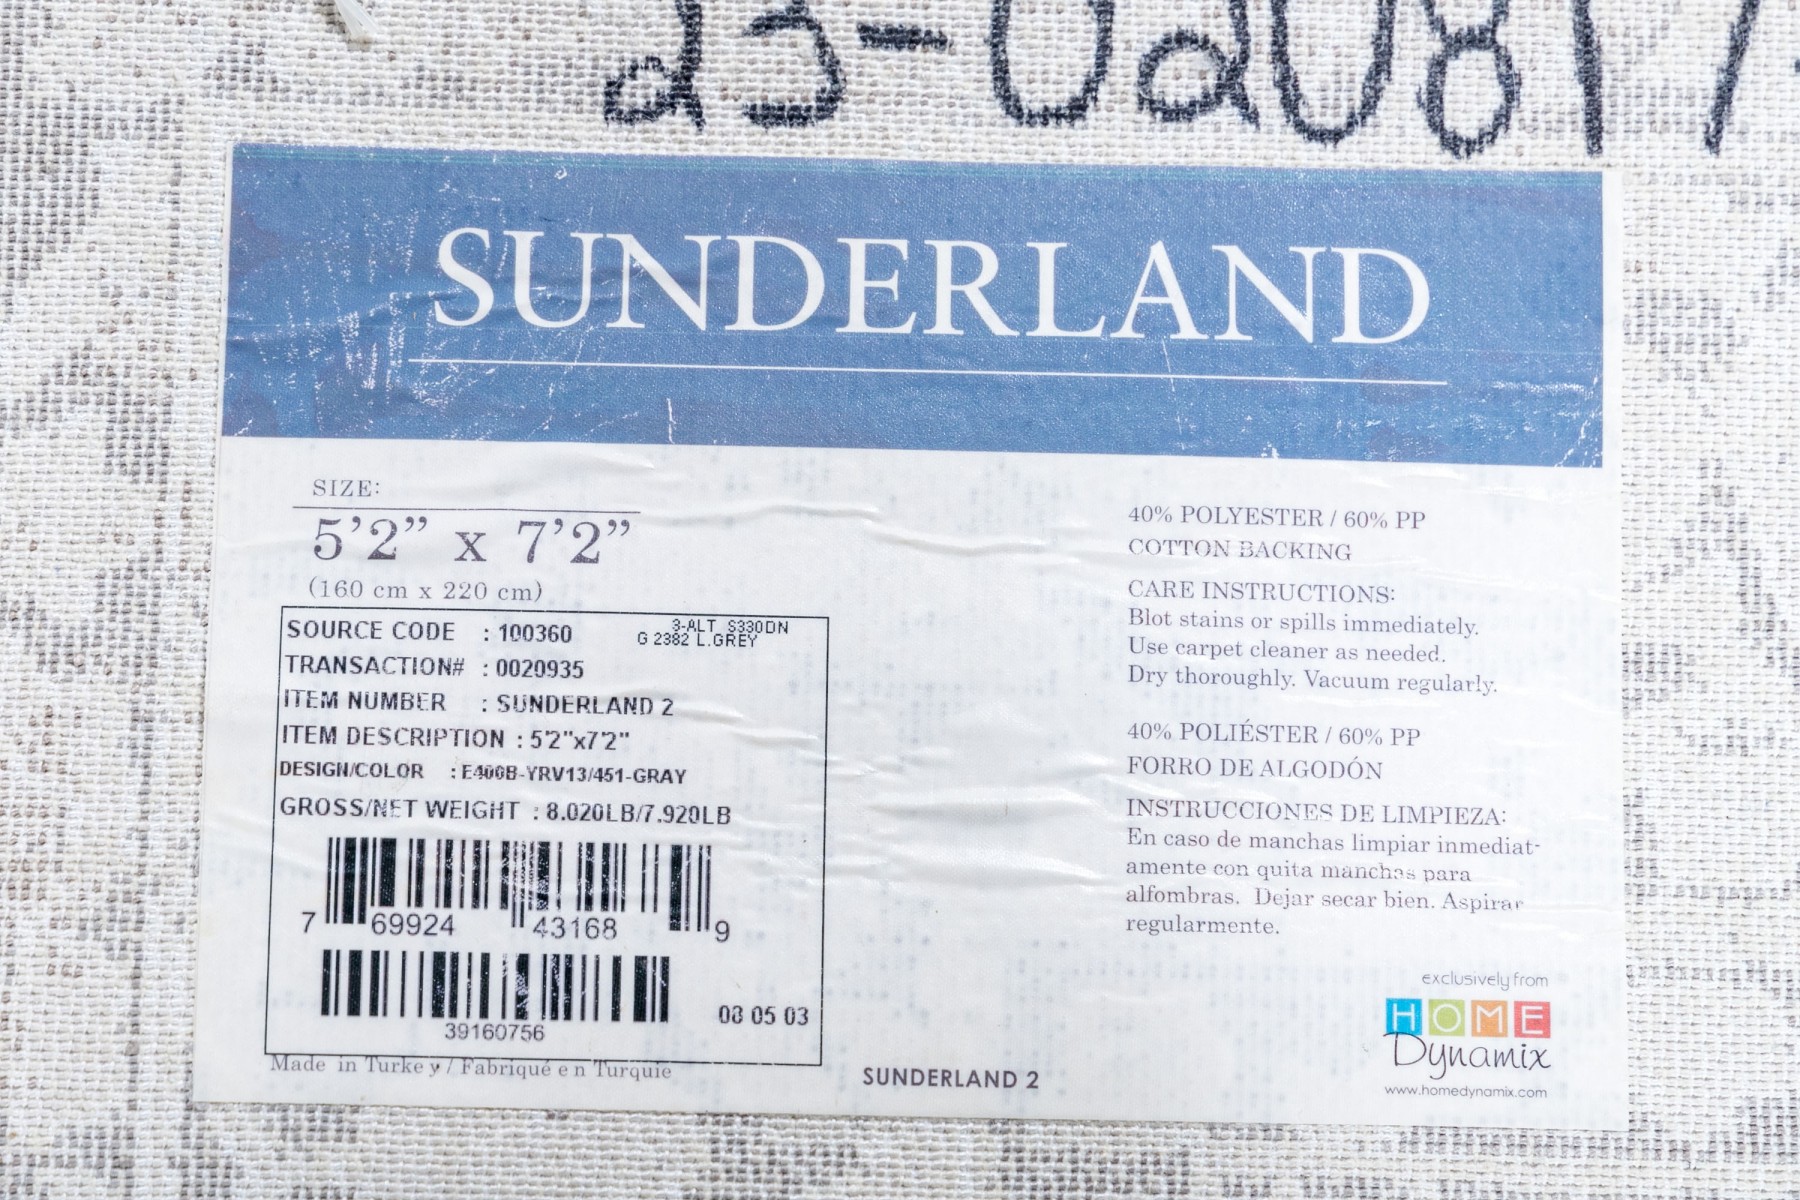 23-020817
SUNDERLAND
SIZE:
5’2” x 7’2”
(160 cm x 220 cm)
SOURCE CODE : 100360
3-ALT S330DN
G 2382 L.GREY
TRANSACTION# : 0020935
ITEM NUMBER : SUNDERLAND 2
ITEM DESCRIPTION : 5'2"x7'2"
DESIGN/COLOR : E400B-YRV13/451-GRAY
GROSS/NET WEIGHT : 8.020LB/7.920LB
7 69924 43168 9
39160756
08 05 03
Made in Turkey / Fabriqué en Turquie
SUNDERLAND 2
40% POLYESTER / 60% PP
COTTON BACKING
CARE INSTRUCTIONS:
Blot stains or spills immediately.
Use carpet cleaner as needed.
Dry thoroughly. Vacuum regularly.
40% POLIÉSTER / 60% PP
FORRO DE ALGODÓN
INSTRUCCIONES DE LIMPIEZA:
En caso de manchas limpiar inmediat-
amente con quita manchas para
alfombras. Dejar secar bien. Aspirar
regularmente.
exclusively from
HOME
Dynamix
www.homedynamix.com